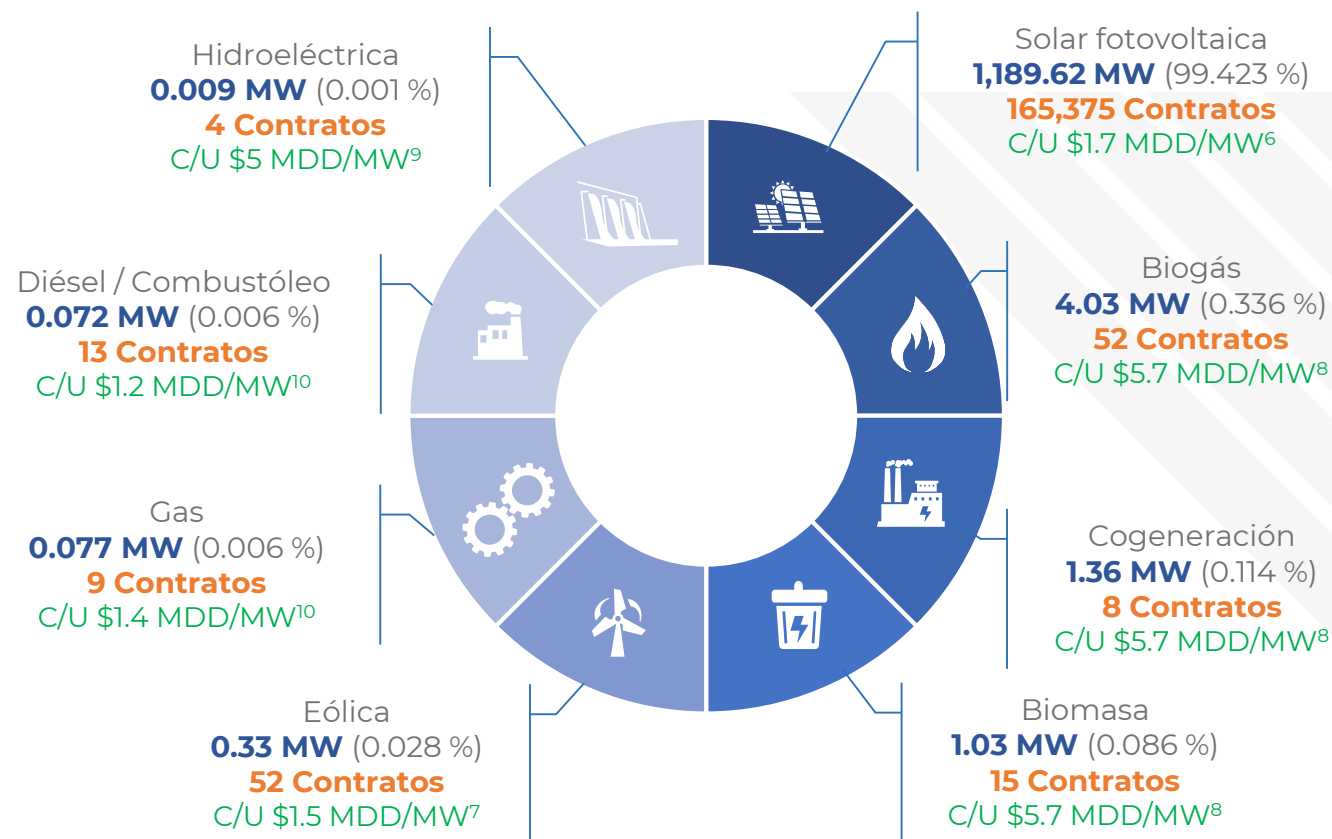 Hidroeléctrica
0.009 MW (0.001 %)
4 Contratos
C/U $5 MDD/MW⁹
Solar fotovoltaica
1,189.62 MW (99.423 %)
165,375 Contratos
C/U $1.7 MDD/MW⁶
Diésel / Combustóleo
0.072 MW (0.006 %)
13 Contratos
C/U $1.2 MDD/MW¹⁰
Biogás
4.03 MW (0.336 %)
52 Contratos
C/U $5.7 MDD/MW⁸
Gas
0.077 MW (0.006 %)
9 Contratos
C/U $1.4 MDD/MW¹⁰
Cogeneración
1.36 MW (0.114 %)
8 Contratos
C/U $5.7 MDD/MW⁸
Eólica
0.33 MW (0.028 %)
52 Contratos
C/U $1.5 MDD/MW⁷
Biomasa
1.03 MW (0.086 %)
15 Contratos
C/U $5.7 MDD/MW⁸